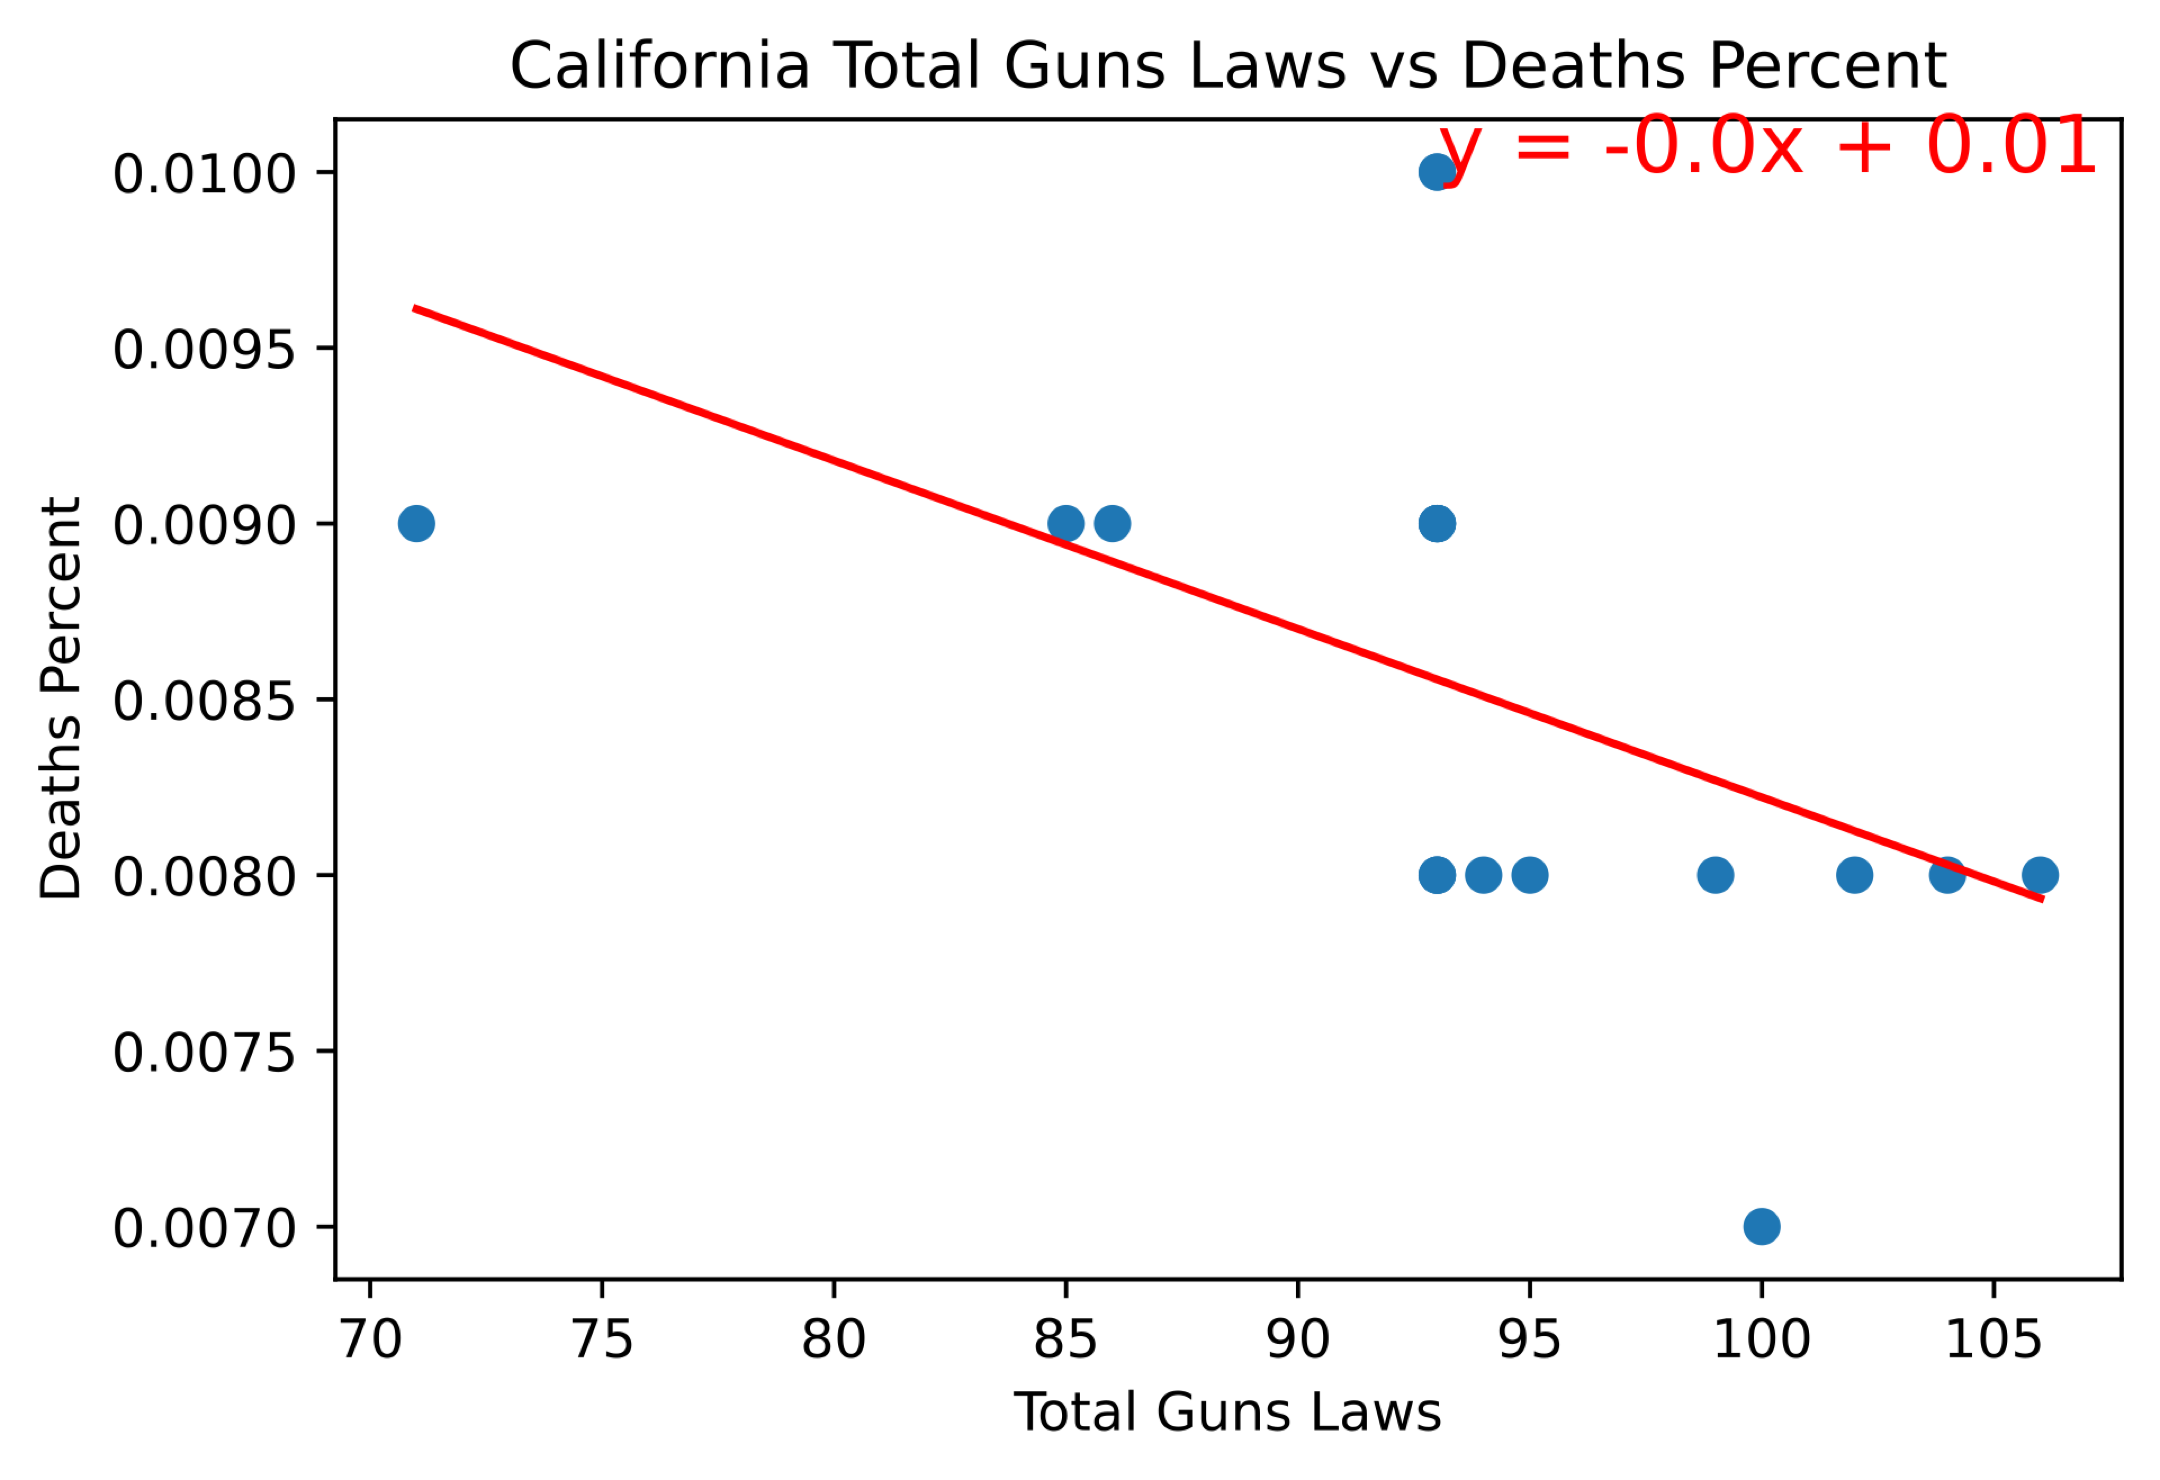 California Total Guns Laws vs Deaths Percent
y = -0.0x + 0.01
0.0100
0.0095
0.0090
0.0085
0.0080
0.0075
0.0070
Deaths Percent
70 75 80 85 90 95 100 105
Total Guns Laws